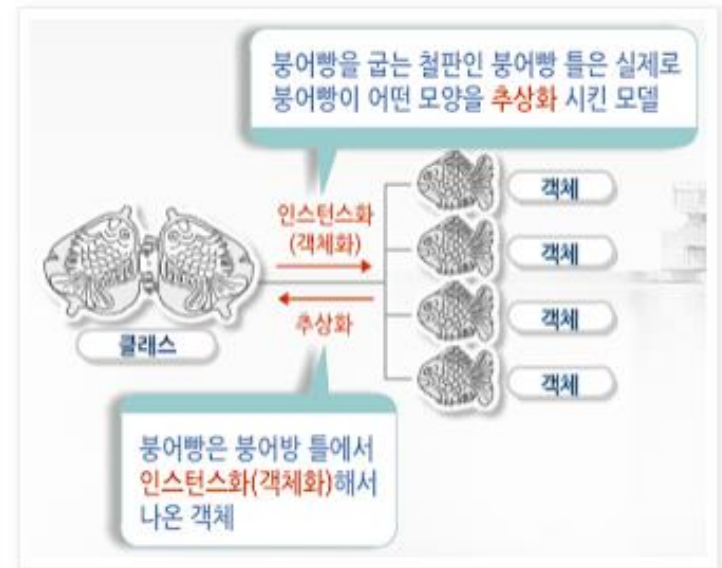 붕어빵을 굽는 철판인 붕어빵 틀은 실제로
붕어빵이 어떤 모양을 추상화 시킨 모델
인스턴스화
(객체화)
추상화
클래스
객체
객체
객체
객체
붕어빵은 붕어방 틀에서
인스턴스화(객체화)해서
나온 객체